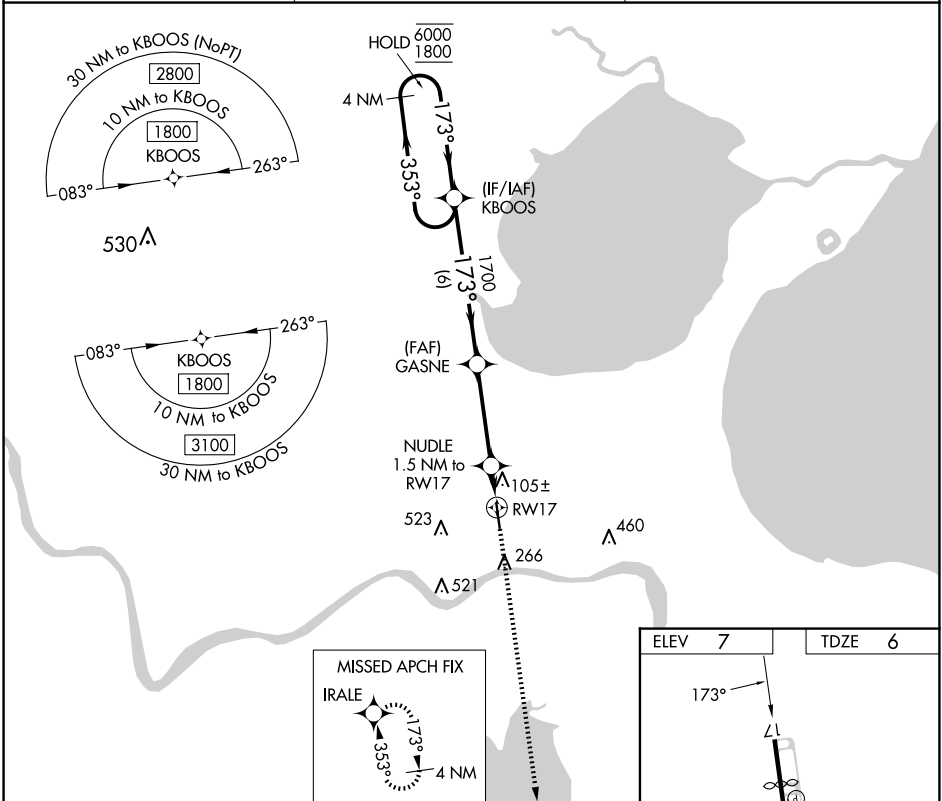 30 NM to KBOOS (NoPT)
2800
10 NM to KBOOS
1800
KBOOS
083°
263°
530
HOLD
6000
1800
4 NM
173°
353°
(IF/IAF)
KBOOS
1700
173°
(6)
083°
263°
KBOOS
1800
10 NM to KBOOS
3100
30 NM to KBOOS
(FAF)
GASNE
NUDLE
1.5 NM to
RW17
105±
RW17
523
460
266
521
MISSED APCH FIX
IRALE
173°
353°
4 NM
ELEV 7
TDZE 6
173°
17